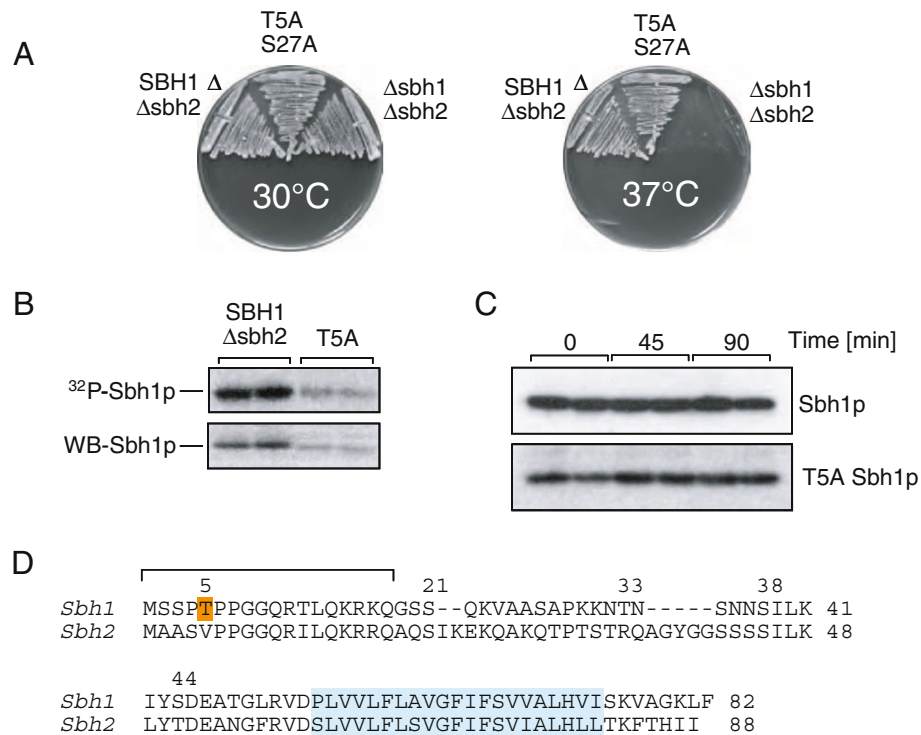 A
T5A
S27A
SBH1 Δ
Δsbh2
Δsbh1
Δsbh2
30°C
T5A
S27A
SBH1 Δ
Δsbh2
Δsbh1
Δsbh2
37°C
B
SBH1
Δsbh2
T5A
32P-Sbh1p
WB-Sbh1p
C
0 45 90 Time [min]
Sbh1p
T5A Sbh1p
D
5 21 33 38
Sbh1 MSSPTPPGGQRTLQKRKQGSS--QKVAASAPKKNTN-----SNNSILK 41
Sbh2 MAASVPPGGQRILQKRRQAQSIKEKQAKQTPTSTRQAGYGGSSSSILK 48
44
Sbh1 IYSDEATGLRVDPLVVLFLAVGFIFSVVALHVISKVAGKLF 82
Sbh2 LYTDEANGFRVDSLVVLFLSVGFIFSVIALHLLTKFTHII 88